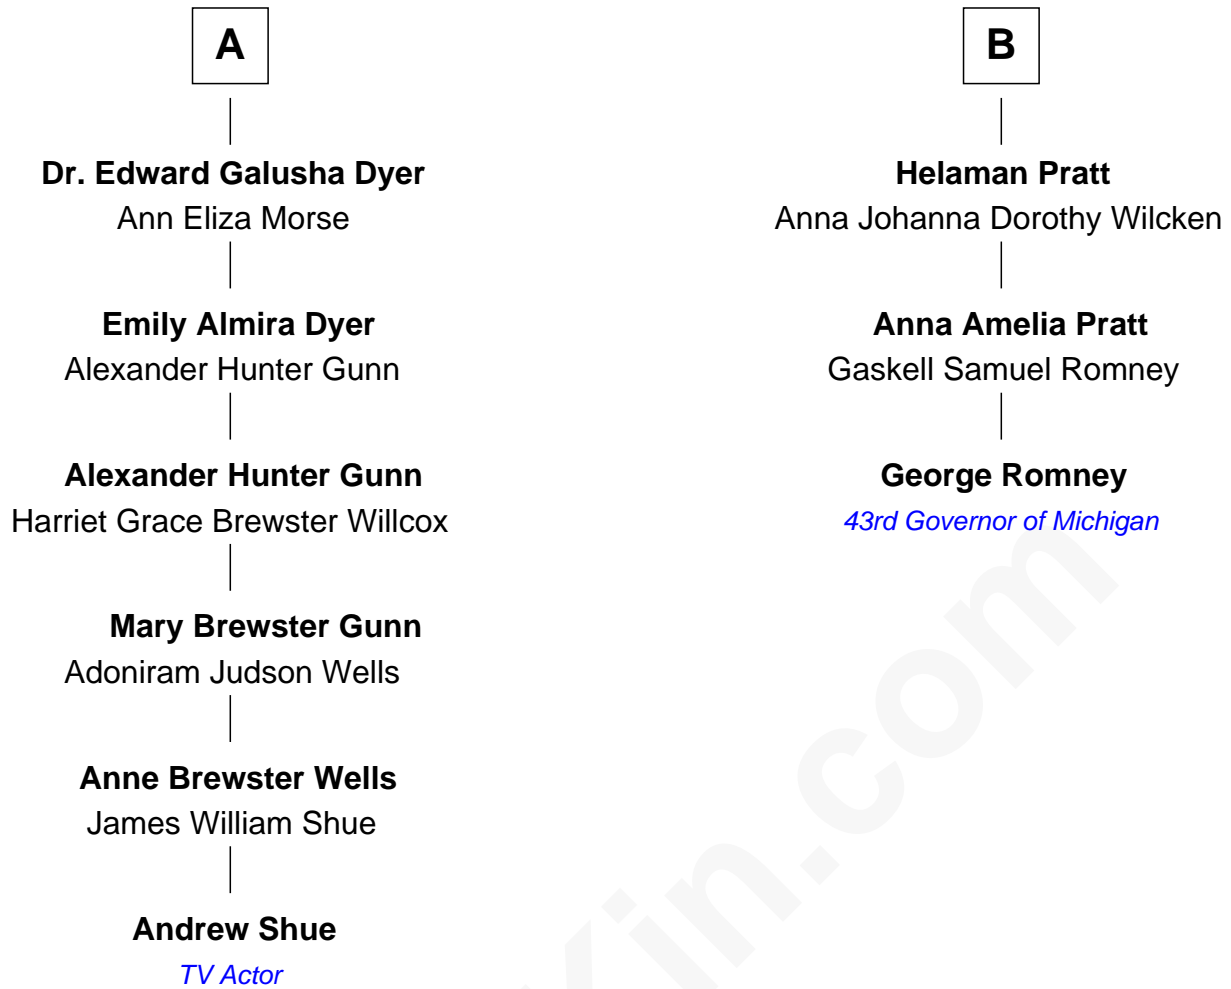 A
Dr. Edward Galusha Dyer
Ann Eliza Morse
Emily Almira Dyer
Alexander Hunter Gunn
Alexander Hunter Gunn
Harriet Grace Brewster Willcox
Mary Brewster Gunn
Adoniram Judson Wells
Anne Brewster Wells
James William Shue
Andrew Shue
TV Actor
B
Helaman Pratt
Anna Johanna Dorothy Wilcken
Anna Amelia Pratt
Gaskell Samuel Romney
George Romney
43rd Governor of Michigan
Kin.com